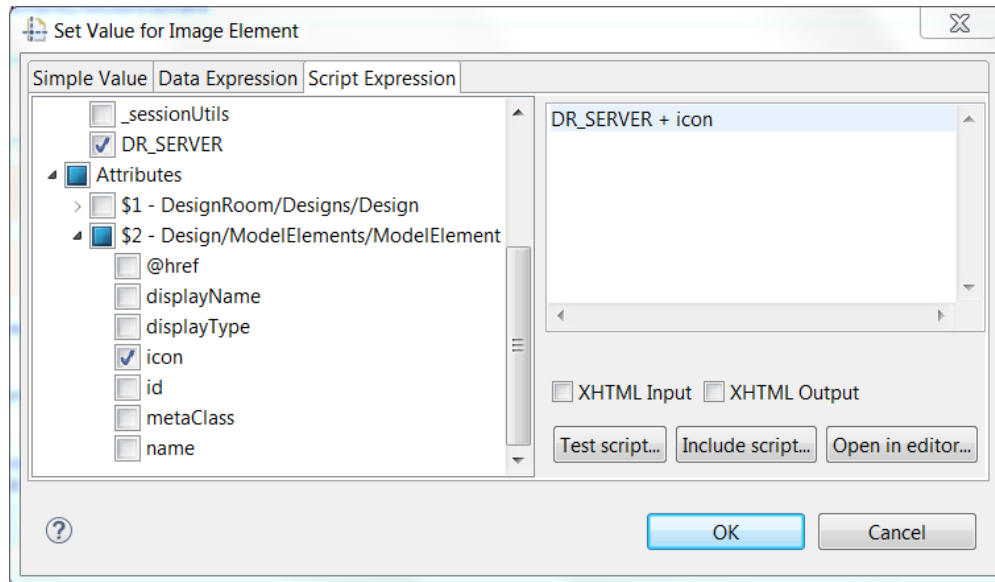 Set Value for Image Element
Simple Value
Data Expression
Script Expression
_sessionUtils
DR_SERVER
Attributes
$1 - DesignRoom/Designs/Design
$2 - Design/ModelElements/ModelElement
@href
displayName
displayType
icon
id
metaClass
name
DR_SERVER + icon
XHTML Input
XHTML Output
Test script...
Include script...
Open in editor...
?
OK
Cancel